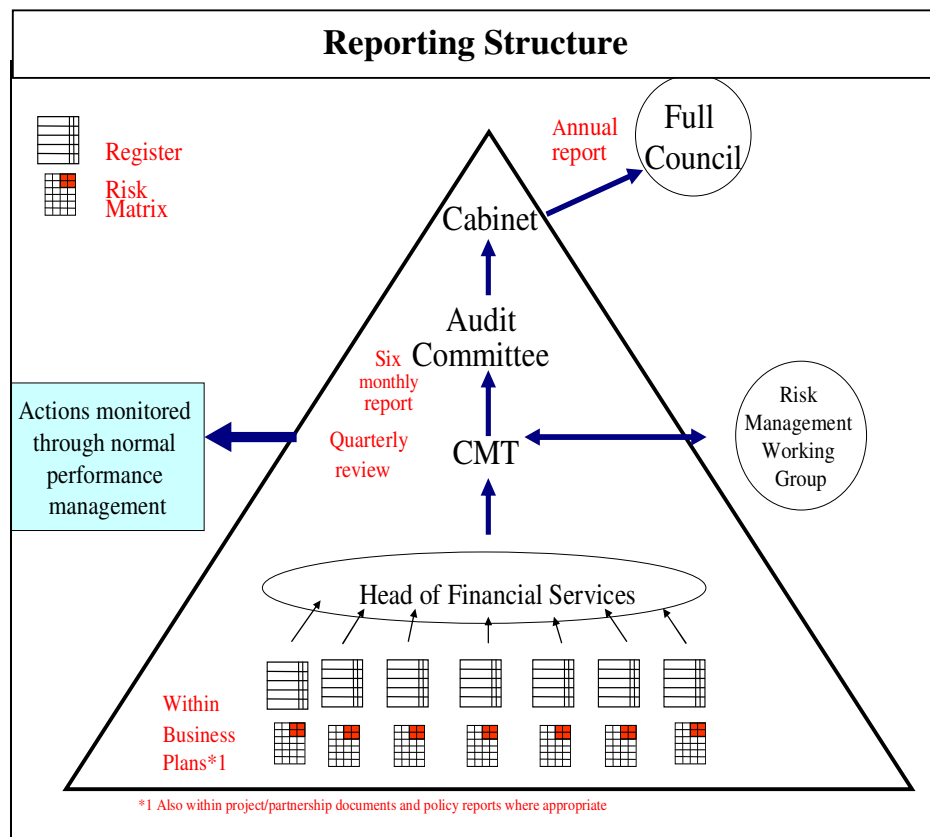 Reporting Structure
Register
Risk
Matrix
Annual
report
Full
Council
Cabinet
Audit
Committee
Six
monthly
report
Quarterly
review
CMT
Actions monitored
through normal
performance
management
Risk
Management
Working
Group
Head of Financial Services
Within
Business
Plans*1
*1 Also within project/partnership documents and policy reports where appropriate